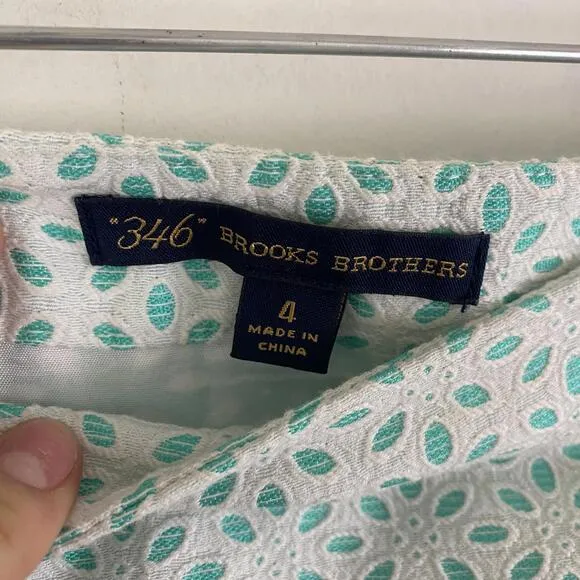 "346" BROOKS BROTHERS
4
MADE IN
CHINA